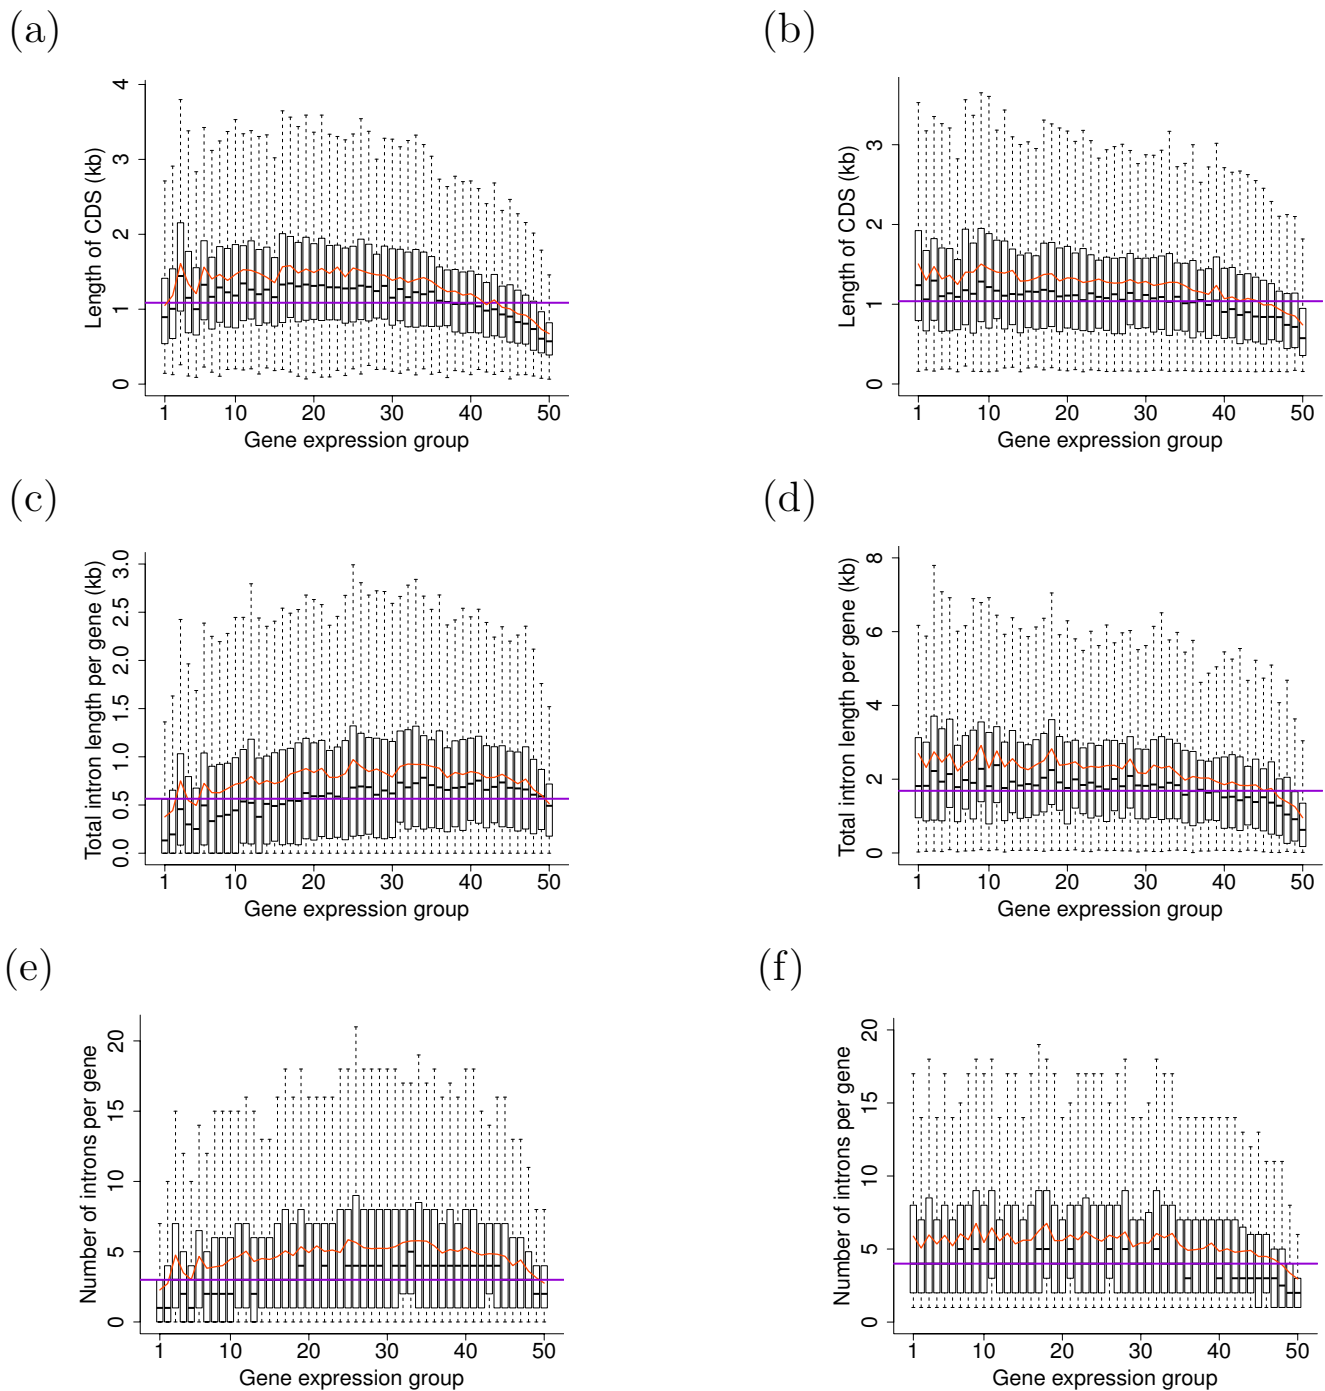 (a)
(b)
Length of CDS (kb)
0 1 2 3 4
1 10 20 30 40 50
Gene expression group
Length of CDS (kb)
0 1 2 3
1 10 20 30 40 50
Gene expression group
(c)
(d)
Total intron length per gene (kb)
0.0 0.5 1.0 1.5 2.0 2.5 3.0
1 10 20 30 40 50
Gene expression group
Total intron length per gene (kb)
0 2 4 6 8
1 10 20 30 40 50
Gene expression group
(e)
(f)
Number of introns per gene
0 5 10 15 20
1 10 20 30 40 50
Gene expression group
Number of introns per gene
0 5 10 15 20
1 10 20 30 40 50
Gene expression group